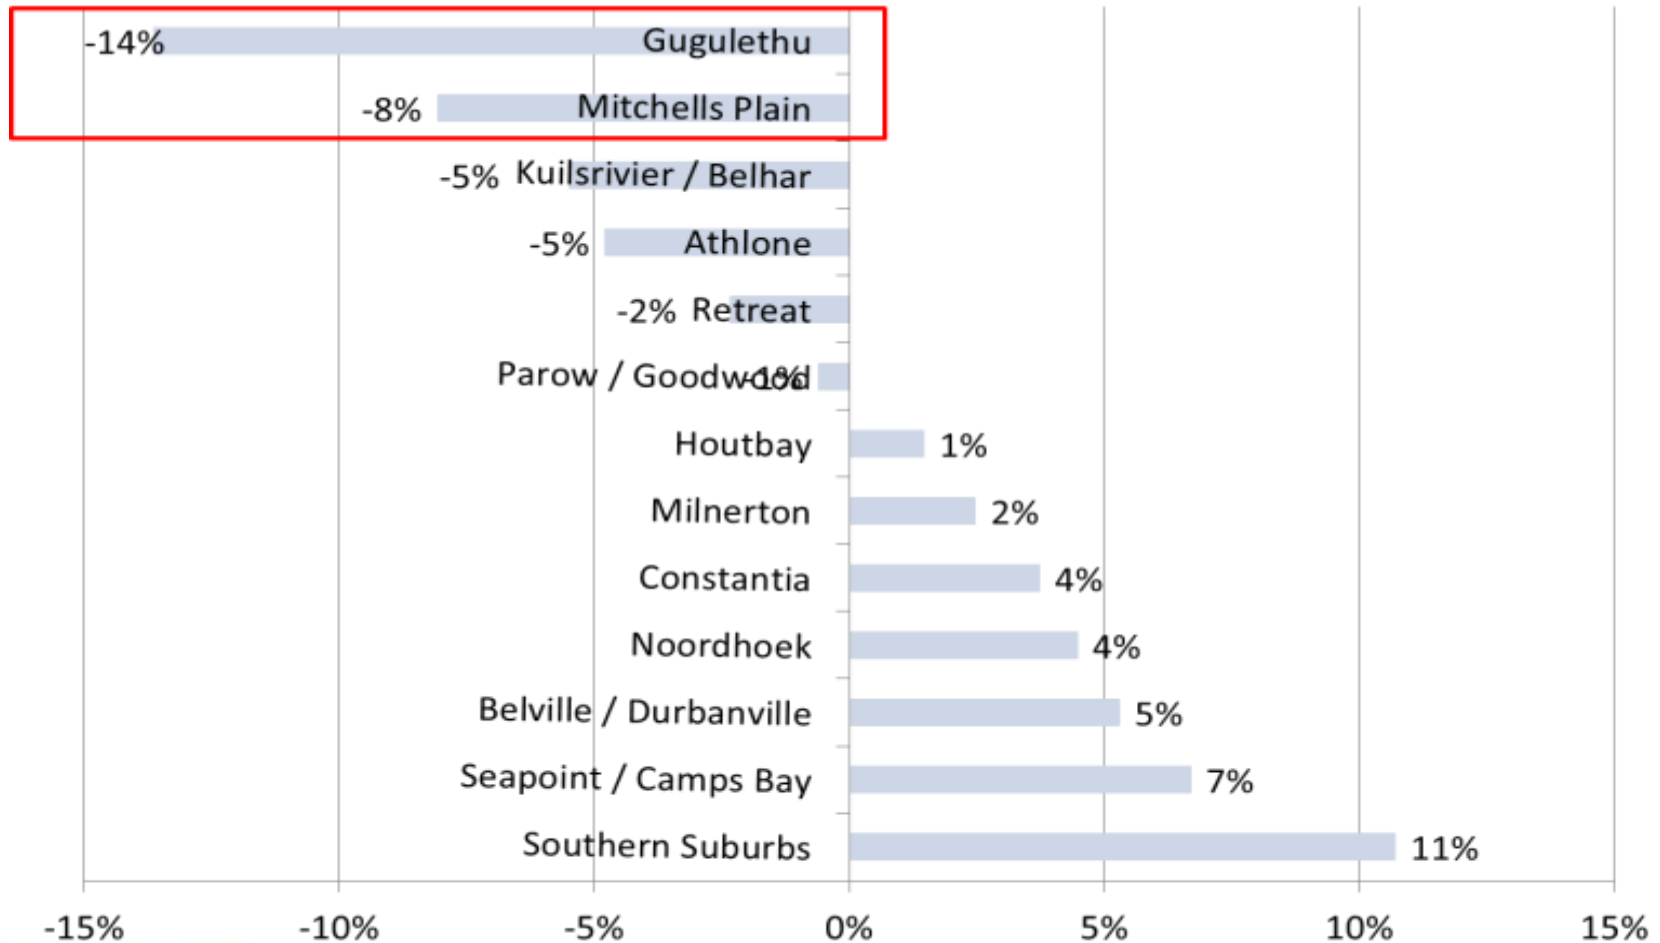 -14% Gugulethu
-8% Mitchells Plain
-5% Kuilsrivier / Belhar
-5% Athlone
-2% Retreat
Parow / Goodwood -1%
Houtbay 1%
Milnerton 2%
Constantia 4%
Noordhoek 4%
Belville / Durbanville 5%
Seapoint / Camps Bay 7%
Southern Suburbs 11%
-15% -10% -5% 0% 5% 10% 15%